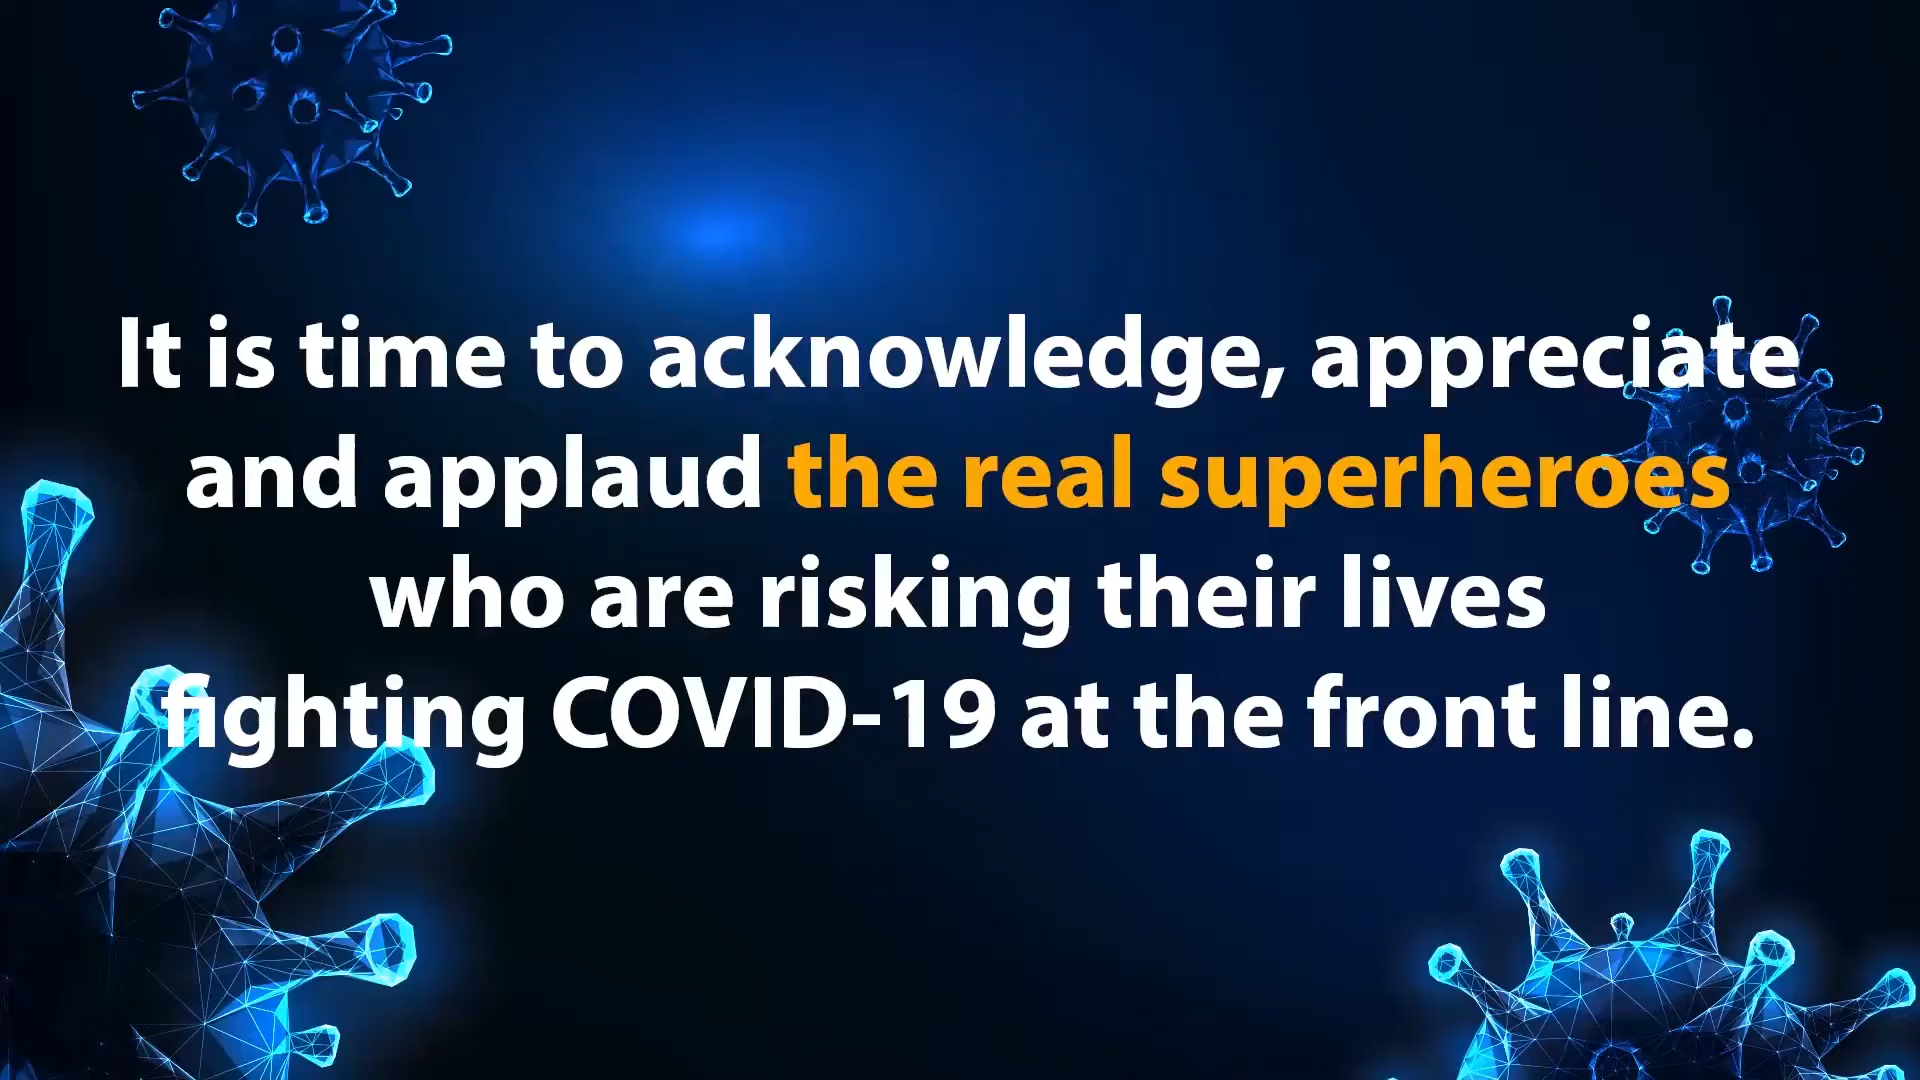 It is time to acknowledge, appreciate
and applaud the real superheroes
who are risking their lives
fighting COVID-19 at the front line.